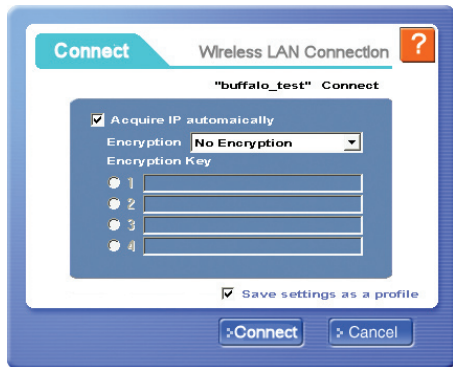 Connect
Wireless LAN Connection
?
"buffalo_test" Connect
Acquire IP automaically
Encryption No Encryption
Encryption Key
1
2
3
4
Save settings as a profile
Connect
Cancel